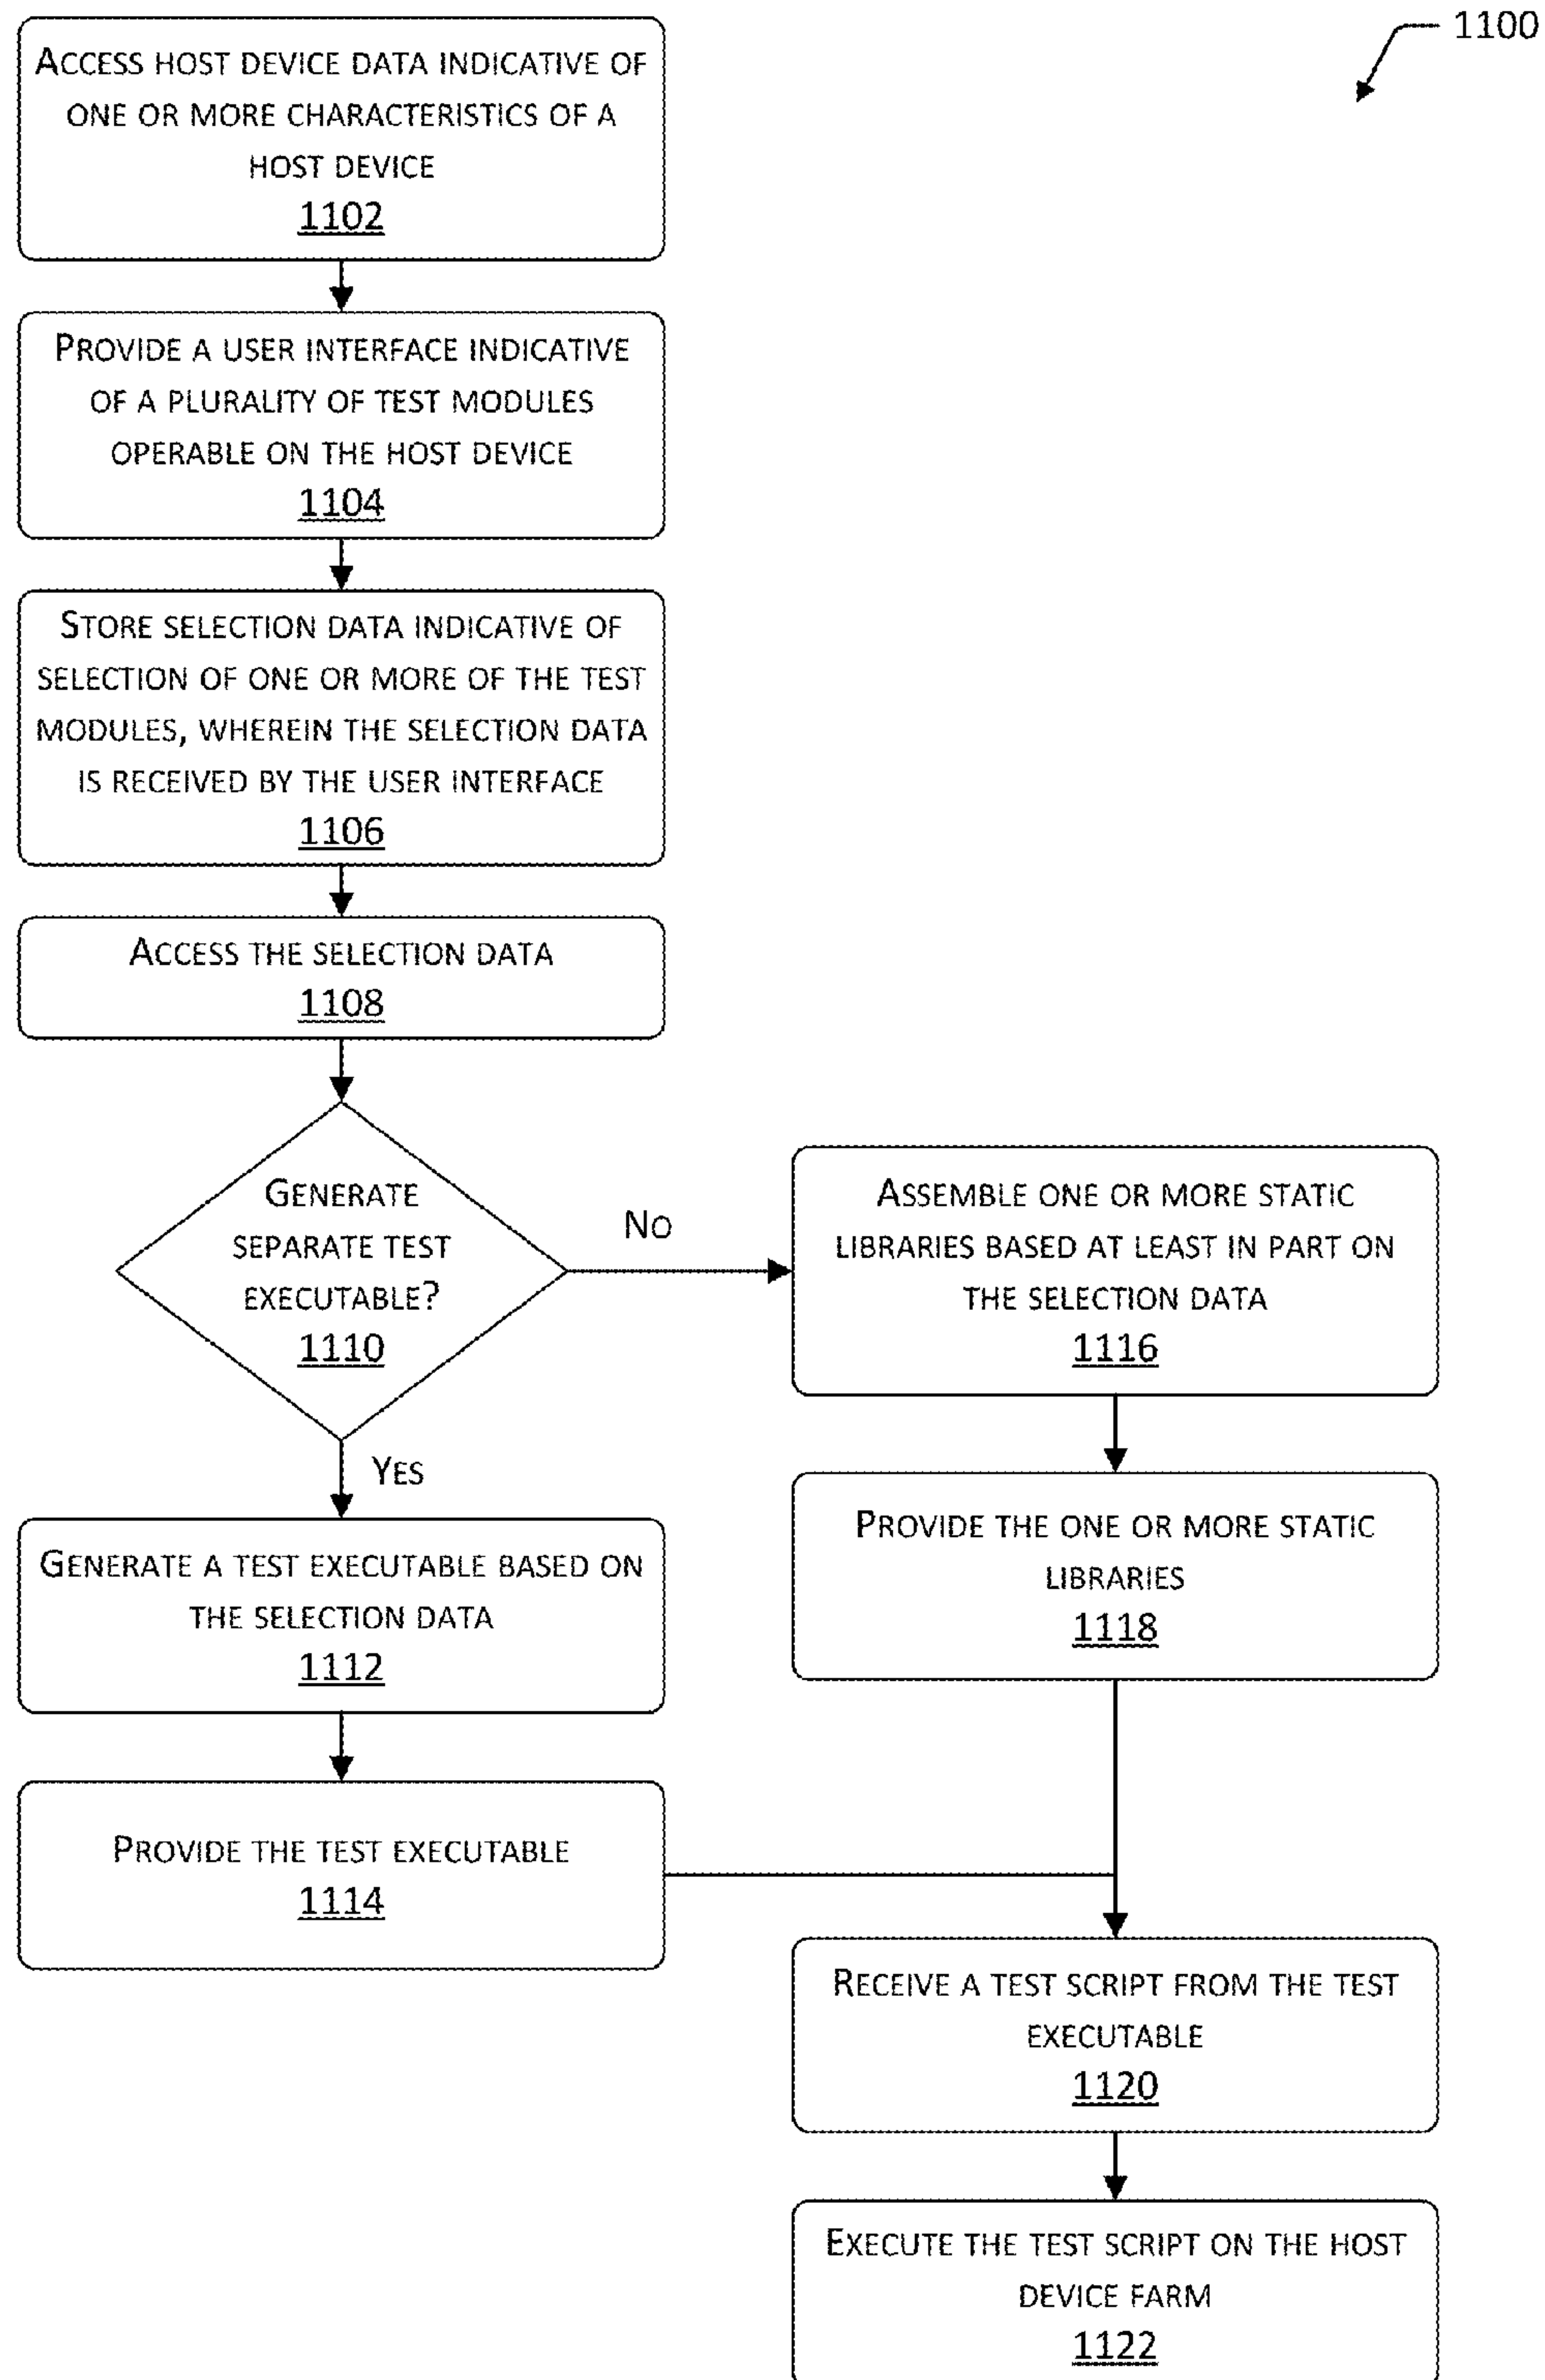 1100
ACCESS HOST DEVICE DATA INDICATIVE OF
ONE OR MORE CHARACTERISTICS OF A
HOST DEVICE
1102
PROVIDE A USER INTERFACE INDICATIVE
OF A PLURALITY OF TEST MODULES
OPERABLE ON THE HOST DEVICE
1104
STORE SELECTION DATA INDICATIVE OF
SELECTION OF ONE OR MORE OF THE TEST
MODULES, WHEREIN THE SELECTION DATA
IS RECEIVED BY THE USER INTERFACE
1106
ACCESS THE SELECTION DATA
1108
GENERATE
SEPARATE TEST
EXECUTABLE?
1110
NO
YES
GENERATE A TEST EXECUTABLE BASED ON
THE SELECTION DATA
1112
PROVIDE THE TEST EXECUTABLE
1114
ASSEMBLE ONE OR MORE STATIC
LIBRARIES BASED AT LEAST IN PART ON
THE SELECTION DATA
1116
PROVIDE THE ONE OR MORE STATIC
LIBRARIES
1118
RECEIVE A TEST SCRIPT FROM THE TEST
EXECUTABLE
1120
EXECUTE THE TEST SCRIPT ON THE HOST
DEVICE FARM
1122